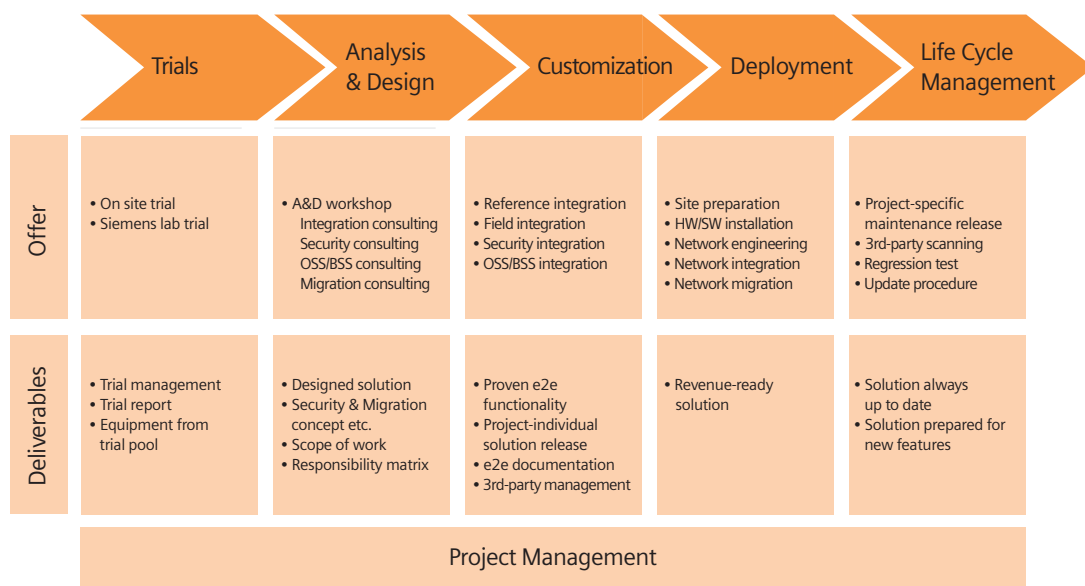 Trials
Analysis
& Design
Customization
Deployment
Life Cycle
Management
Offer
• On site trial
• Siemens lab trial
• A&D workshop
Integration consulting
Security consulting
OSS/BSS consulting
Migration consulting
• Reference integration
• Field integration
• Security integration
• OSS/BSS integration
• Site preparation
• HW/SW installation
• Network engineering
• Network integration
• Network migration
• Project-specific
maintenance release
• 3rd-party scanning
• Regression test
• Update procedure
Deliverables
• Trial management
• Trial report
• Equipment from
trial pool
• Designed solution
• Security & Migration
concept etc.
• Scope of work
• Responsibility matrix
• Proven e2e
functionality
• Project-individual
solution release
• e2e documentation
• 3rd-party management
• Revenue-ready
solution
• Solution always
up to date
• Solution prepared for
new features
Project Management